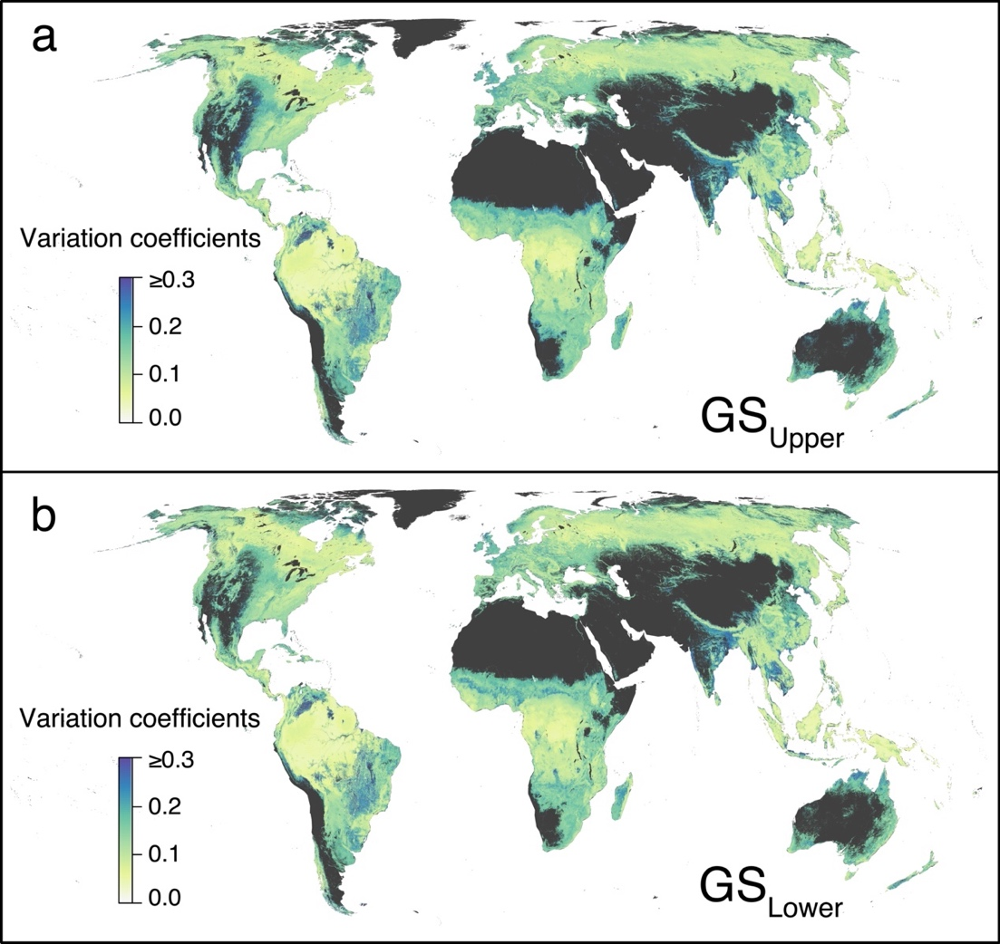 a
Variation coefficients
≥0.3
0.2
0.1
0.0
GSUpper
b
Variation coefficients
≥0.3
0.2
0.1
0.0
GSLower